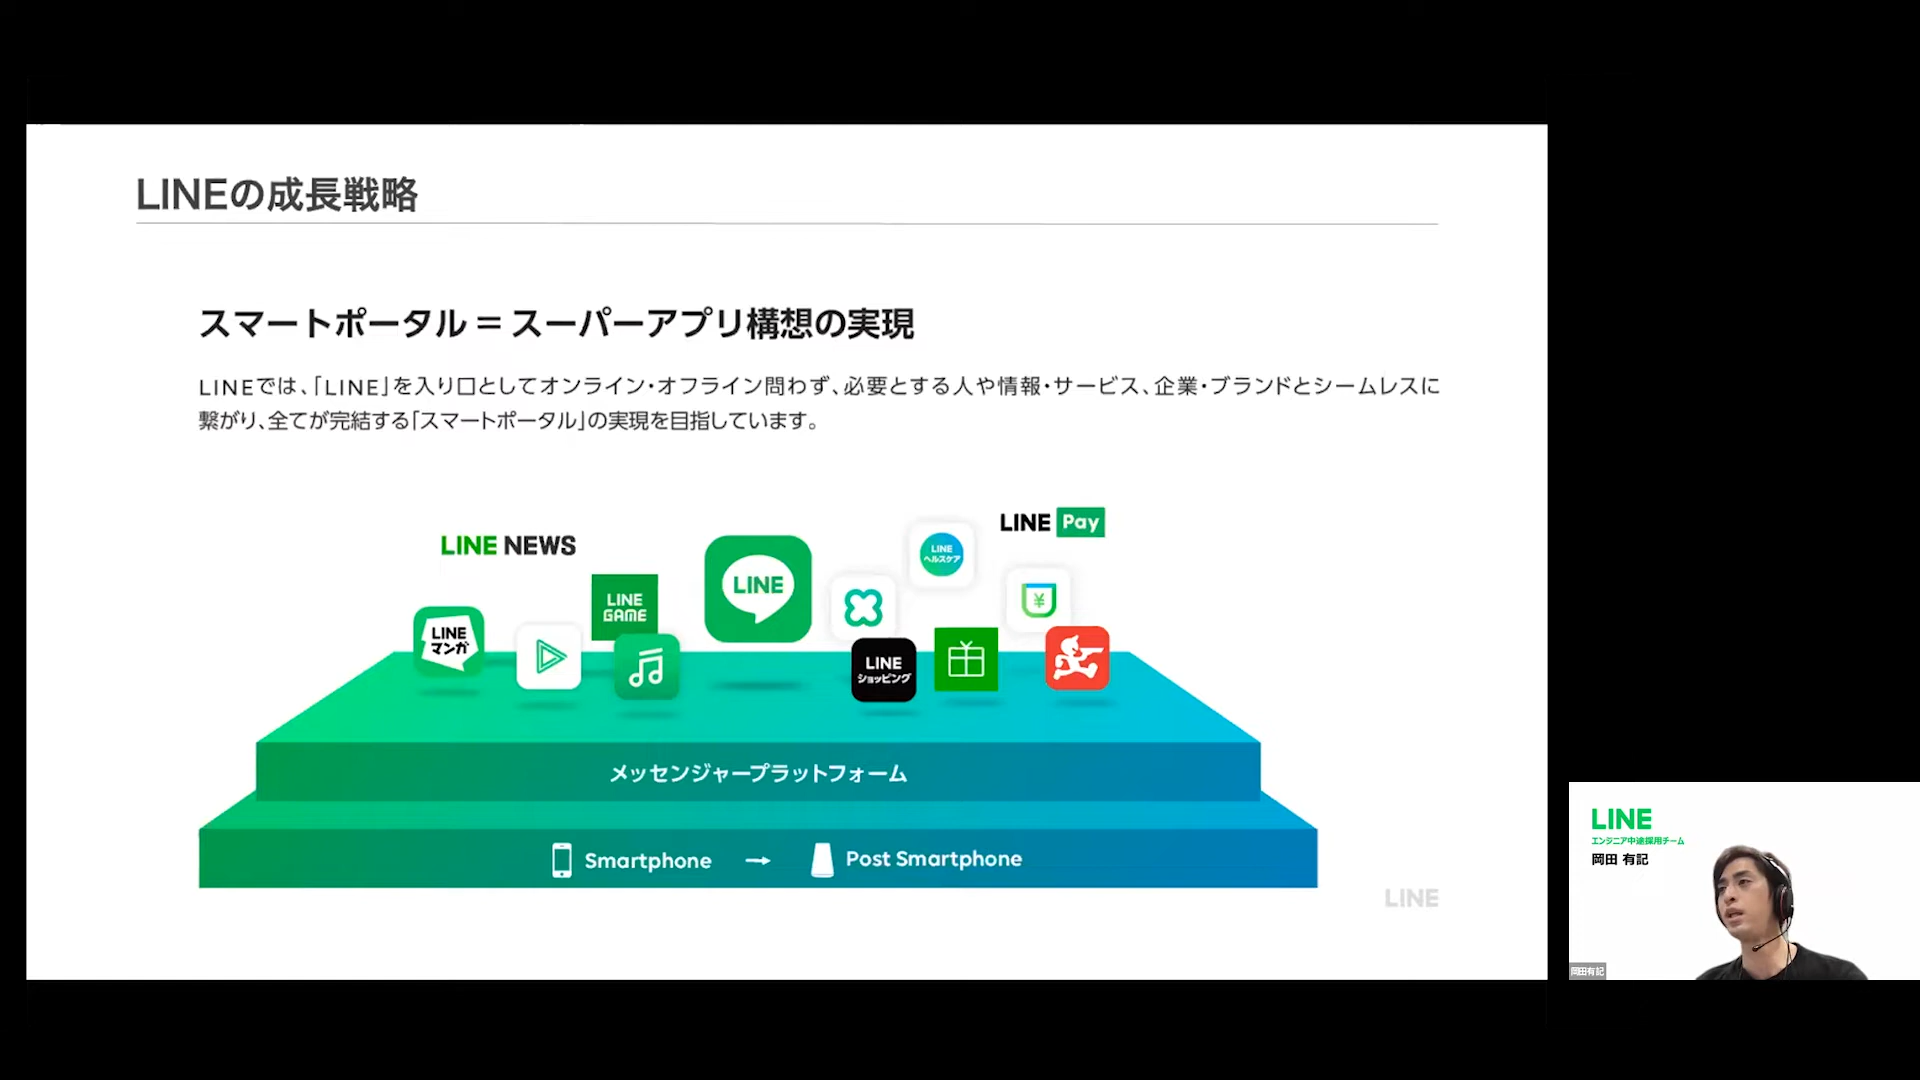 LINEの成長戦略
スマートポータル＝スーパーアプリ構想の実現
LINEでは、「LINE」を入り口としてオンライン・オフライン問わず、必要とする人や情報・サービス、企業・ブランドとシームレスに
繋がり、全てが完結する「スマートポータル」の実現を目指しています。
LINE NEWS
LINE Pay
LINE
ヘルスケア
LINE
LINE
GAME
¥
LINE
マンガ
LINE
ショッピング
メッセンジャープラットフォーム
Smartphone → Post Smartphone
LINE
LINE
エンジニア中途採用チーム
岡田 有記
岡田有記